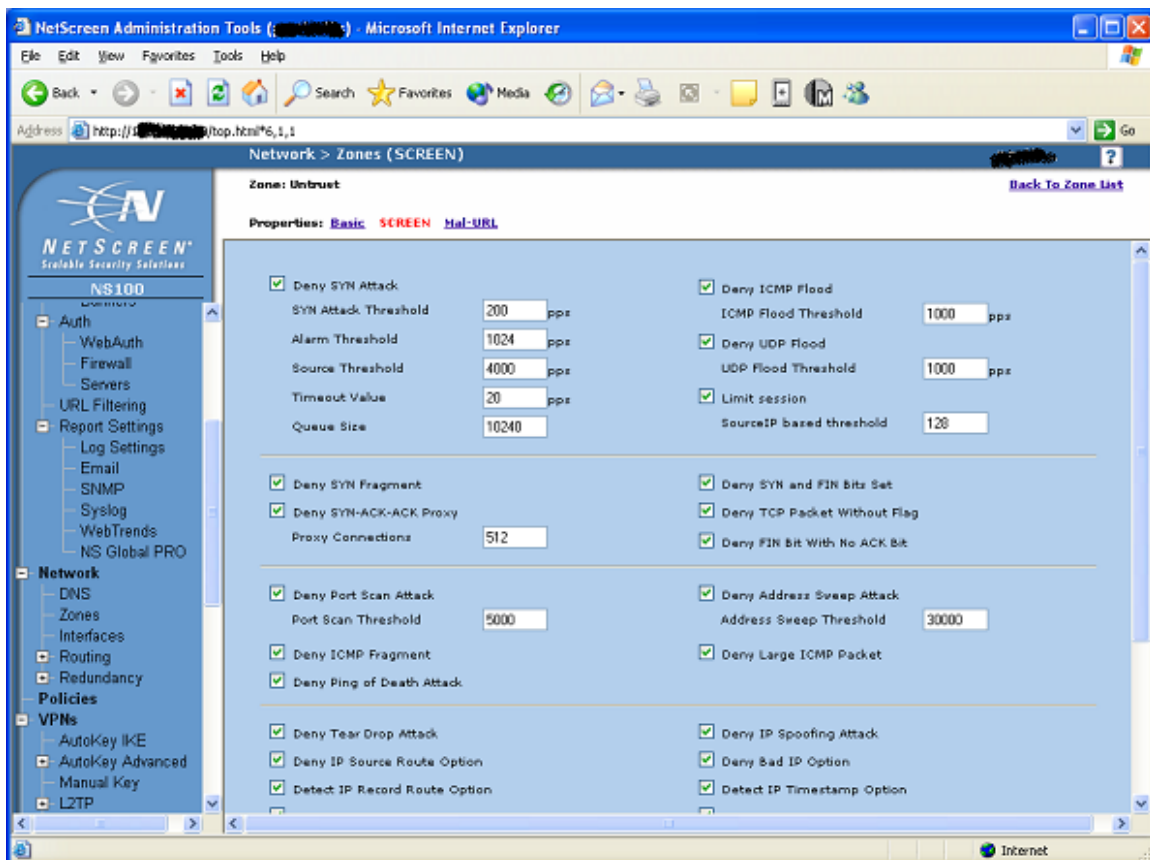 NetScreen Administration Tools ( ) - Microsoft Internet Explorer
File Edit View Favorites Tools Help
Back Search Favorites Media
Address http:// /top.html*6,1,1 Go
Network > Zones (SCREEN) ?
Zone: Untrust Back To Zone List
Properties: Basic SCREEN Mal-URL
N
NETSCREEN
Scalable Security Solutions
NS100
Banners
Auth
WebAuth
Firewall
Servers
URL Filtering
Report Settings
Log Settings
Email
SNMP
Syslog
WebTrends
NS Global PRO
Network
DNS
Zones
Interfaces
Routing
Redundancy
Policies
VPNs
AutoKey IKE
AutoKey Advanced
Manual Key
L2TP
Deny SYN Attack
SYN Attack Threshold 200 pps
Alarm Threshold 1024 pps
Source Threshold 4000 pps
Timeout Value 20 pps
Queue Size 10240
Deny ICMP Flood
ICMP Flood Threshold 1000 pps
Deny UDP Flood
UDP Flood Threshold 1000 pps
Limit session
SourceIP based threshold 128
Deny SYN Fragment
Deny SYN-ACK-ACK Proxy
Proxy Connections 512
Deny SYN and FIN Bits Set
Deny TCP Packet Without Flag
Deny FIN Bit With No ACK Bit
Deny Port Scan Attack
Port Scan Threshold 5000
Deny ICMP Fragment
Deny Ping of Death Attack
Deny Address Sweep Attack
Address Sweep Threshold 30000
Deny Large ICMP Packet
Deny Tear Drop Attack
Deny IP Source Route Option
Detect IP Record Route Option
Deny IP Spoofing Attack
Deny Bad IP Option
Detect IP Timestamp Option
Internet